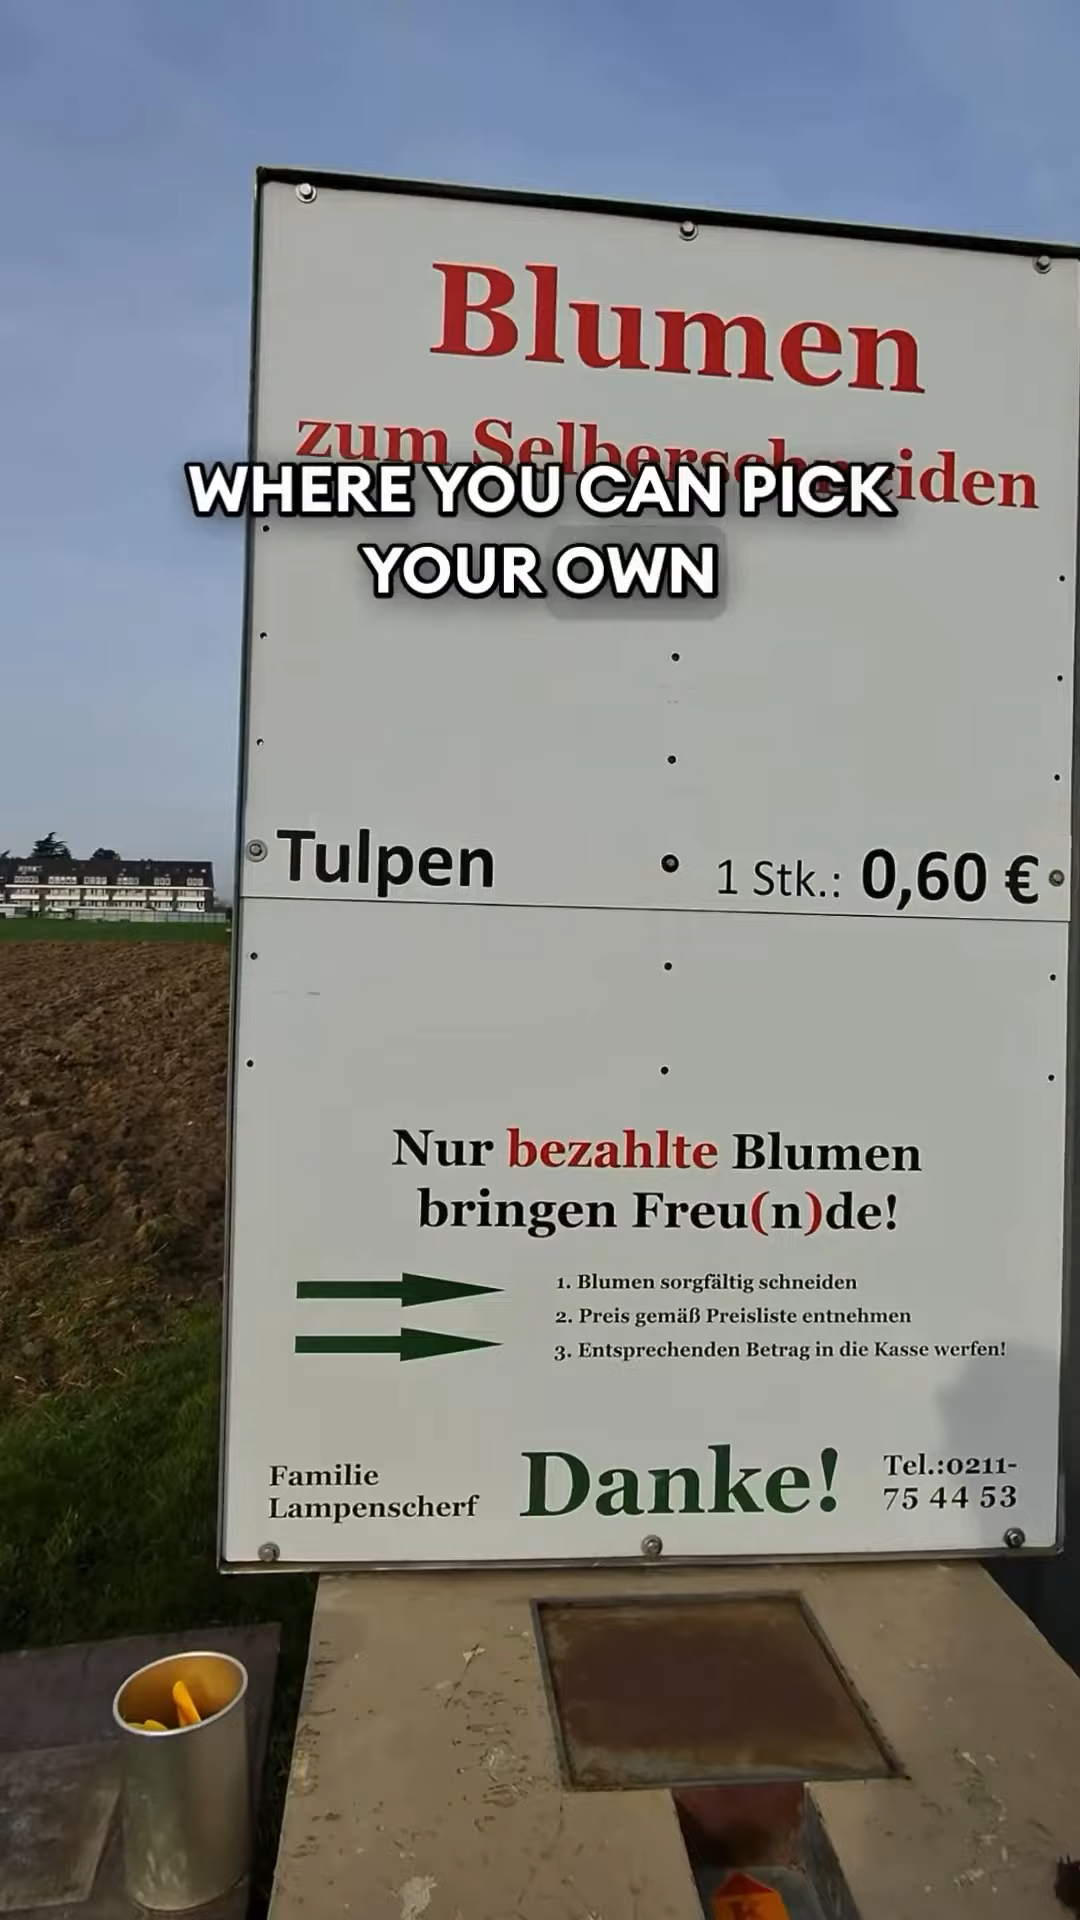 Blumen
zum Selberschneiden
WHERE YOU CAN PICK
YOUR OWN
Tulpen 1 Stk.: 0,60 €
Nur bezahlte Blumen
bringen Freu(n)de!
1. Blumen sorgfältig schneiden
2. Preis gemäß Preisliste entnehmen
3. Entsprechenden Betrag in die Kasse werfen!
Familie
Lampenscherf
Danke!
Tel.:0211-
75 44 53